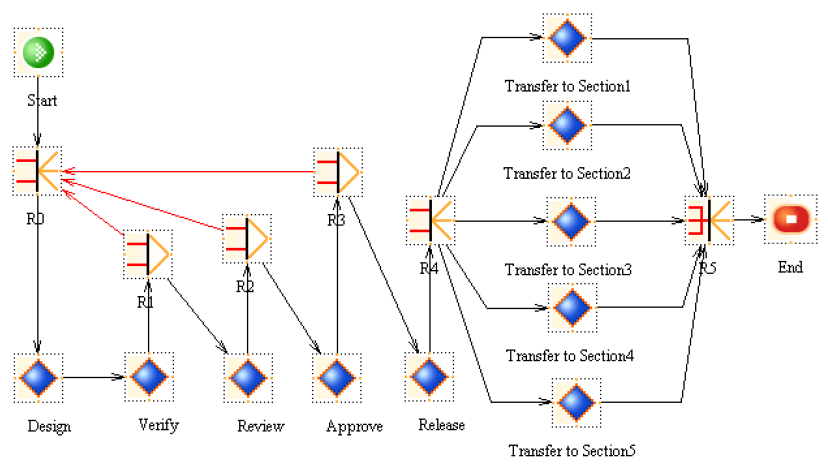 Start
R0
R1
R2
R3
Design
Verify
Review
Approve
Release
R4
Transfer to Section1
Transfer to Section2
Transfer to Section3
Transfer to Section4
Transfer to Section5
R5
End